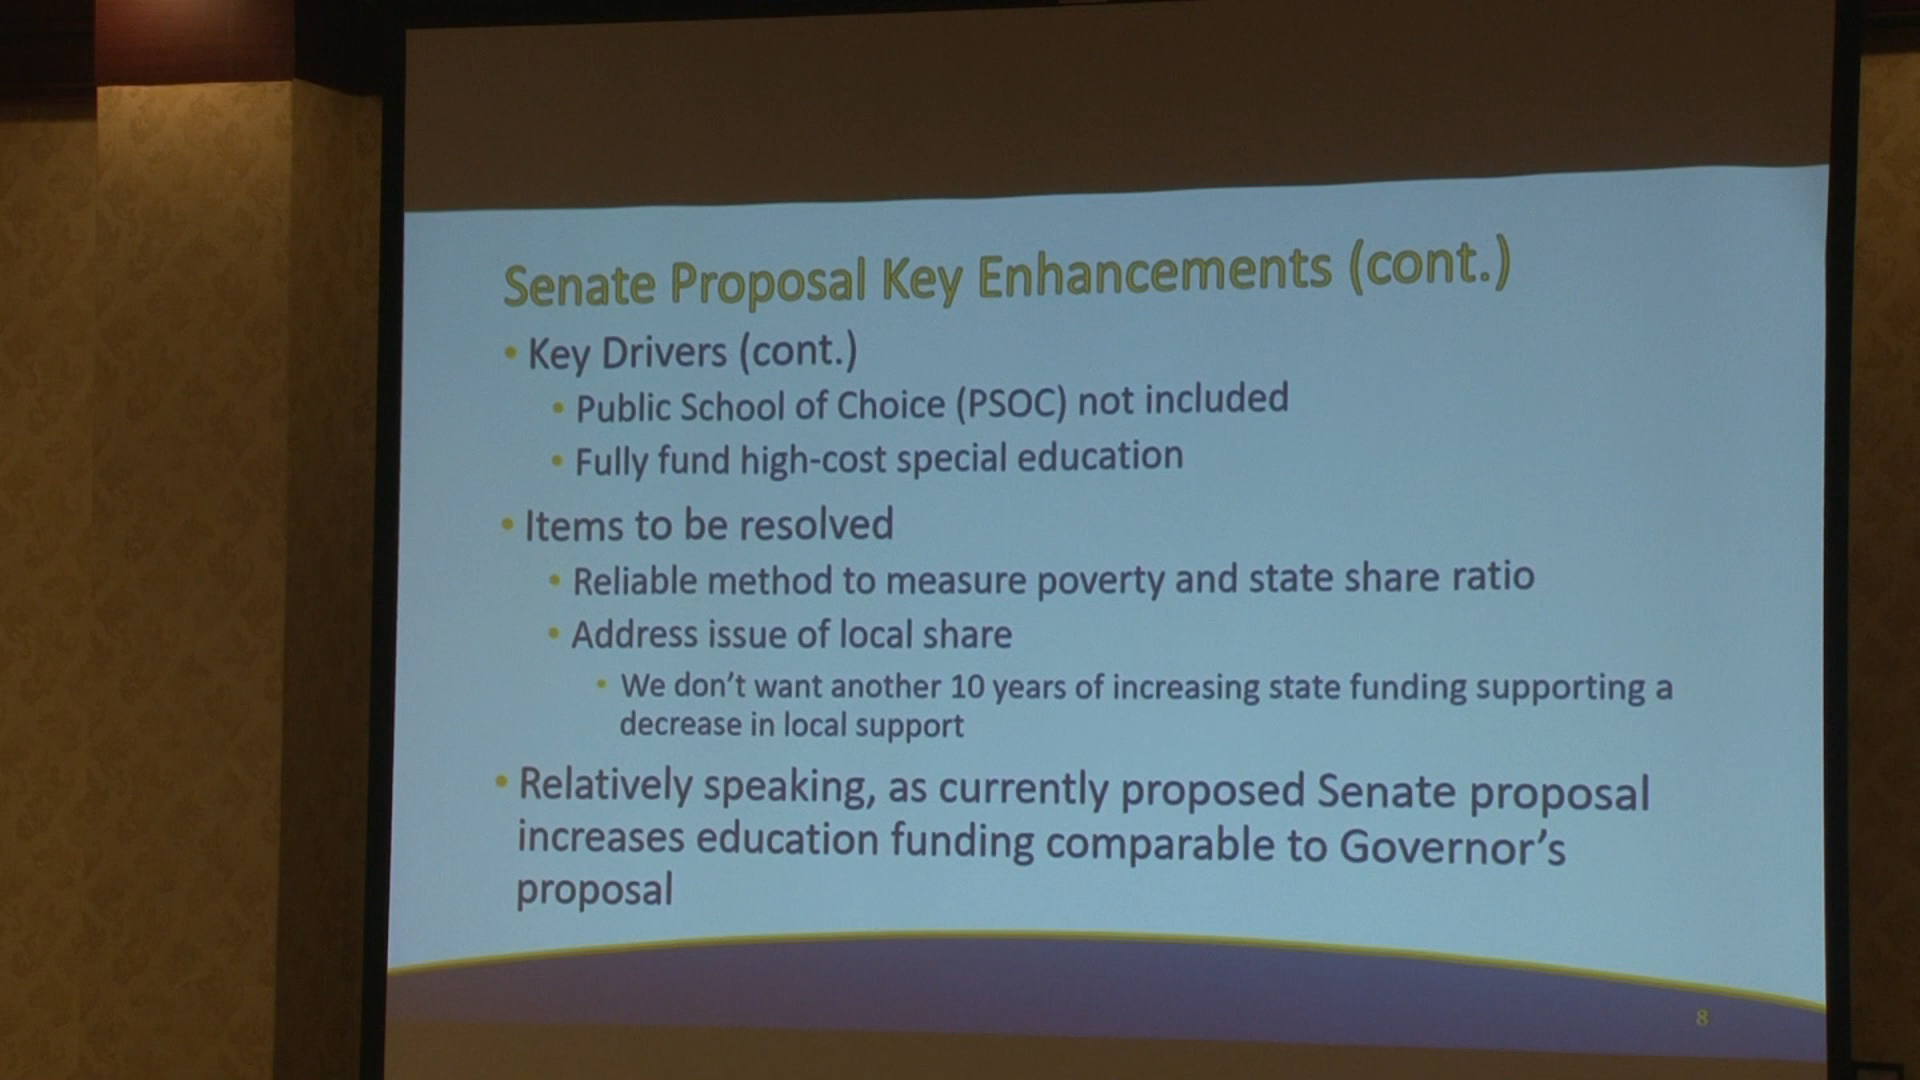 Senate Proposal Key Enhancements (cont.)
• Key Drivers (cont.)
• Public School of Choice (PSOC) not included
• Fully fund high-cost special education
• Items to be resolved
• Reliable method to measure poverty and state share ratio
• Address issue of local share
• We don't want another 10 years of increasing state funding supporting a
decrease in local support
• Relatively speaking, as currently proposed Senate proposal
increases education funding comparable to Governor's
proposal
8